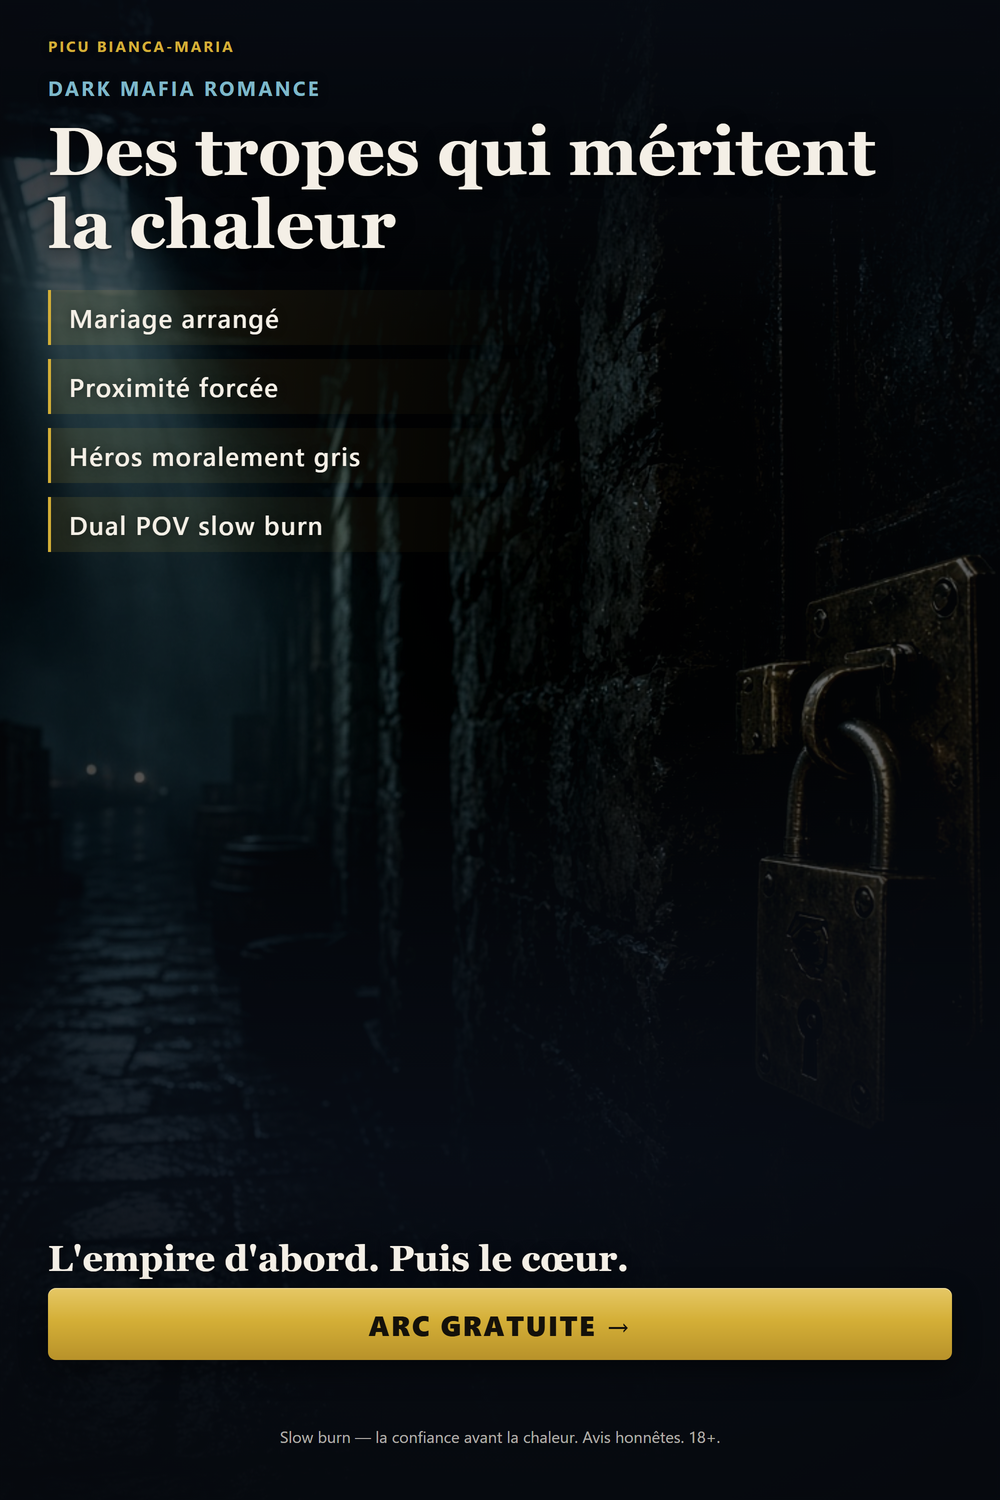 PICU BIANCA-MARIA
DARK MAFIA ROMANCE
Des tropes qui méritent
la chaleur
Mariage arrangé
Proximité forcée
Héros moralement gris
Dual POV slow burn
L'empire d'abord. Puis le cœur.
ARC GRATUITE →
Slow burn — la confiance avant la chaleur. Avis honnêtes. 18+.